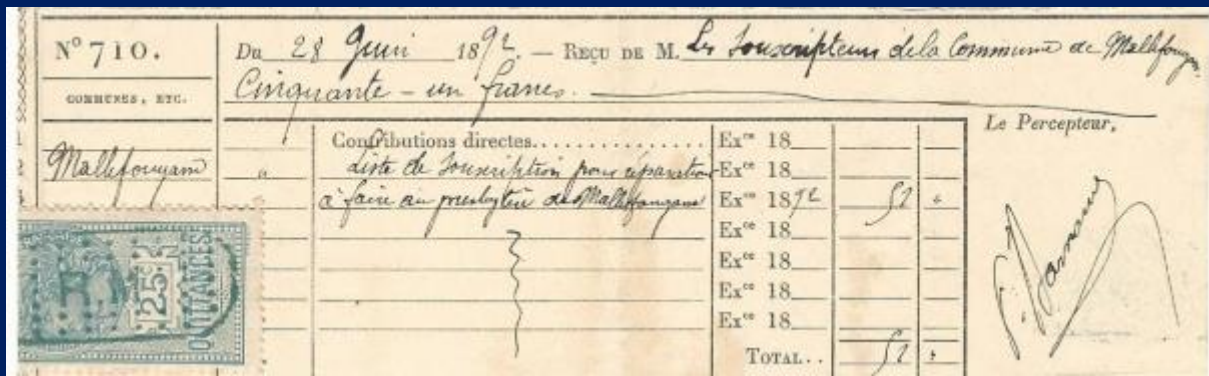 N° 710. Du 28 Juin 1892. — REÇU DE M. Les Souscripteurs de la Commune de Mallefougasse
COMMUNES, ETC. Cinquante - un francs.
Le Percepteur,
Contributions directes.............. Ex^ce 18
Mallefougasse " Liste de Souscription pour réparation Ex^ce 18
à faire au presbytère de Mallefougasse Ex^ce 1892 51 "
Ex^ce 18
Ex^ce 18
Ex^ce 18
Ex^ce 18
TOTAL.. 51 "
25c
QUITTANCES